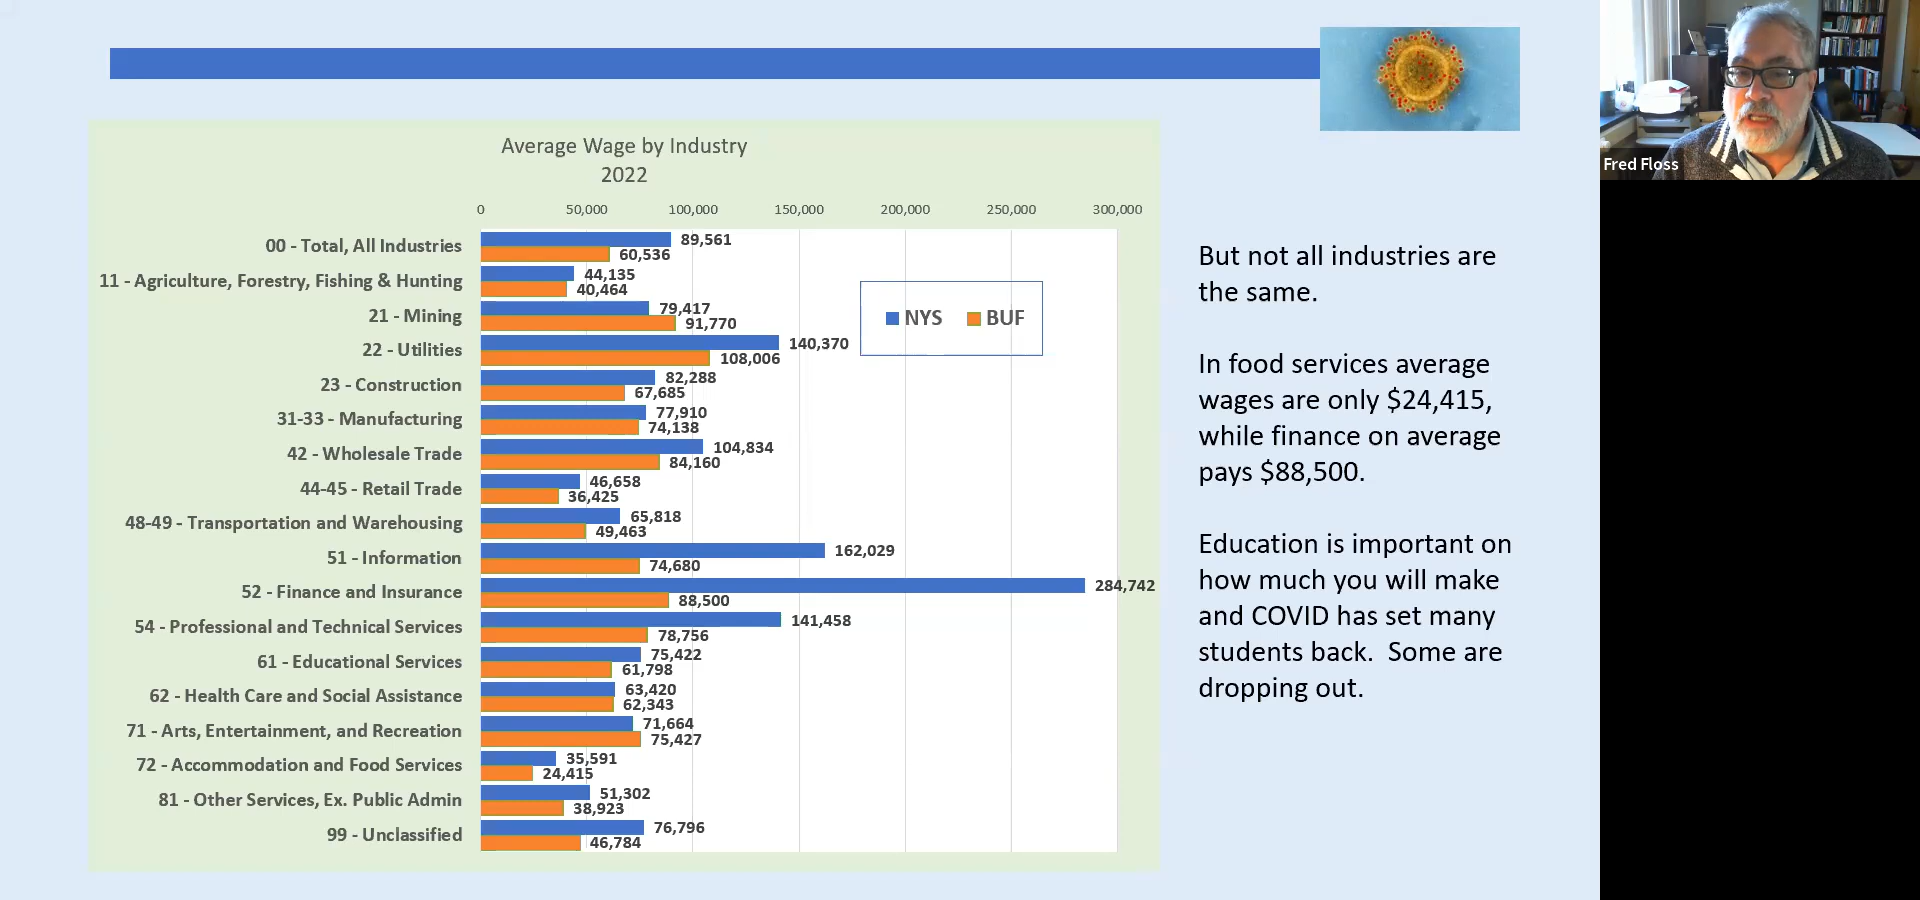 Average Wage by Industry
2022
0 50,000 100,000 150,000 200,000 250,000 300,000
00 - Total, All Industries 89,561
60,536
11 - Agriculture, Forestry, Fishing & Hunting 44,135
40,464
21 - Mining 79,417
91,770
22 - Utilities 140,370
108,006
23 - Construction 82,288
67,685
31-33 - Manufacturing 77,910
74,138
42 - Wholesale Trade 104,834
84,160
44-45 - Retail Trade 46,658
36,425
48-49 - Transportation and Warehousing 65,818
49,463
51 - Information 162,029
74,680
52 - Finance and Insurance 284,742
88,500
54 - Professional and Technical Services 141,458
78,756
61 - Educational Services 75,422
61,798
62 - Health Care and Social Assistance 63,420
62,343
71 - Arts, Entertainment, and Recreation 71,664
75,427
72 - Accommodation and Food Services 35,591
24,415
81 - Other Services, Ex. Public Admin 51,302
38,923
99 - Unclassified 76,796
46,784
NYS BUF
But not all industries are
the same.
In food services average
wages are only $24,415,
while finance on average
pays $88,500.
Education is important on
how much you will make
and COVID has set many
students back. Some are
dropping out.
Fred Floss